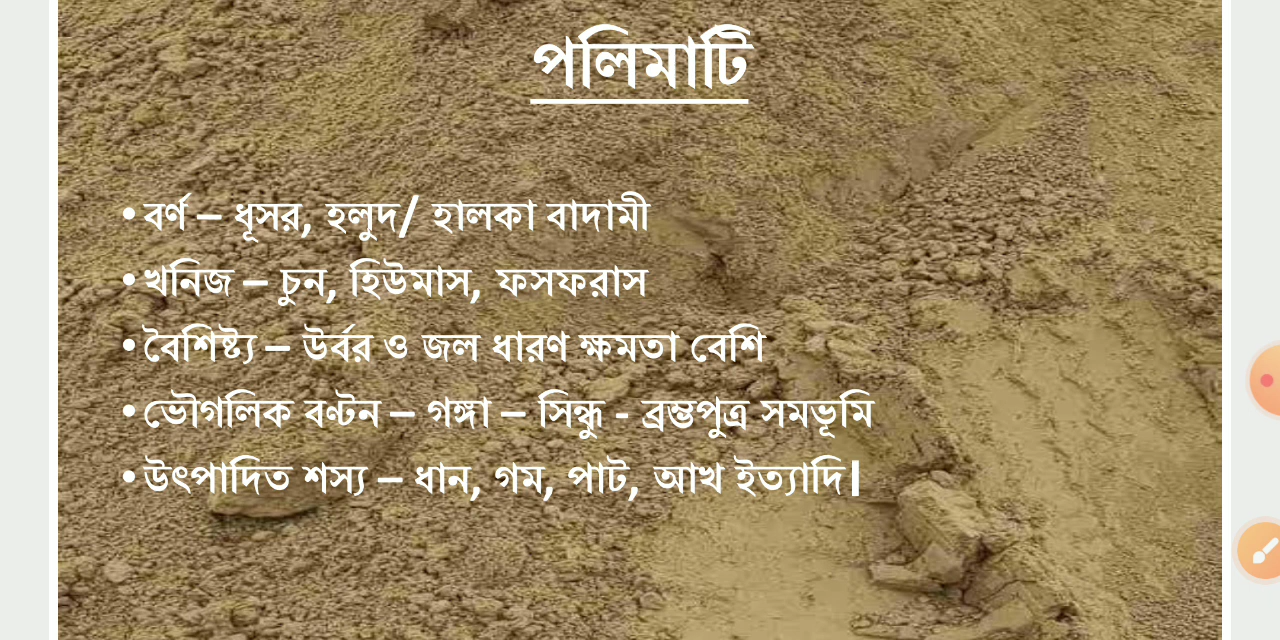 পলিমাটি
• বর্ণ – ধূসর, হলুদ/ হালকা বাদামী
• খনিজ – চুন, হিউমাস, ফসফরাস
• বৈশিষ্ট্য – উর্বর ও জল ধারণ ক্ষমতা বেশি
• ভৌগলিক বণ্টন – গঙ্গা – সিন্ধু - ব্রম্ভপুত্র সমভূমি
• উৎপাদিত শস্য – ধান, গম, পাট, আখ ইত্যাদি।